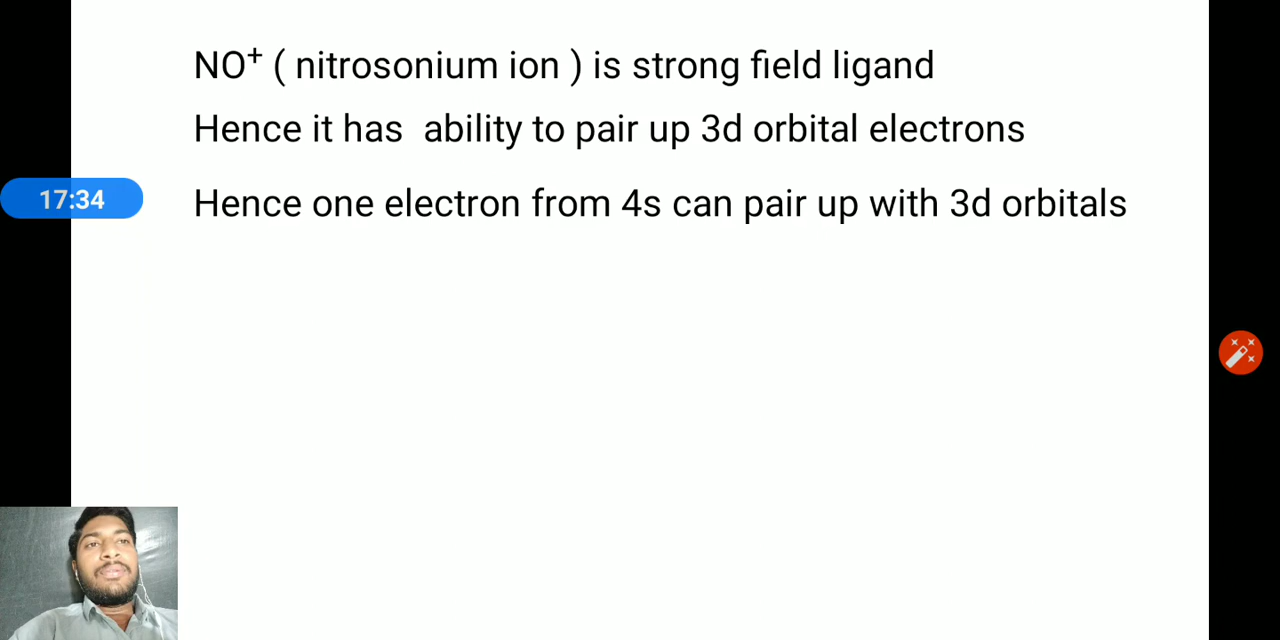 NO⁺ ( nitrosonium ion ) is strong field ligand
Hence it has ability to pair up 3d orbital electrons
17:34
Hence one electron from 4s can pair up with 3d orbitals